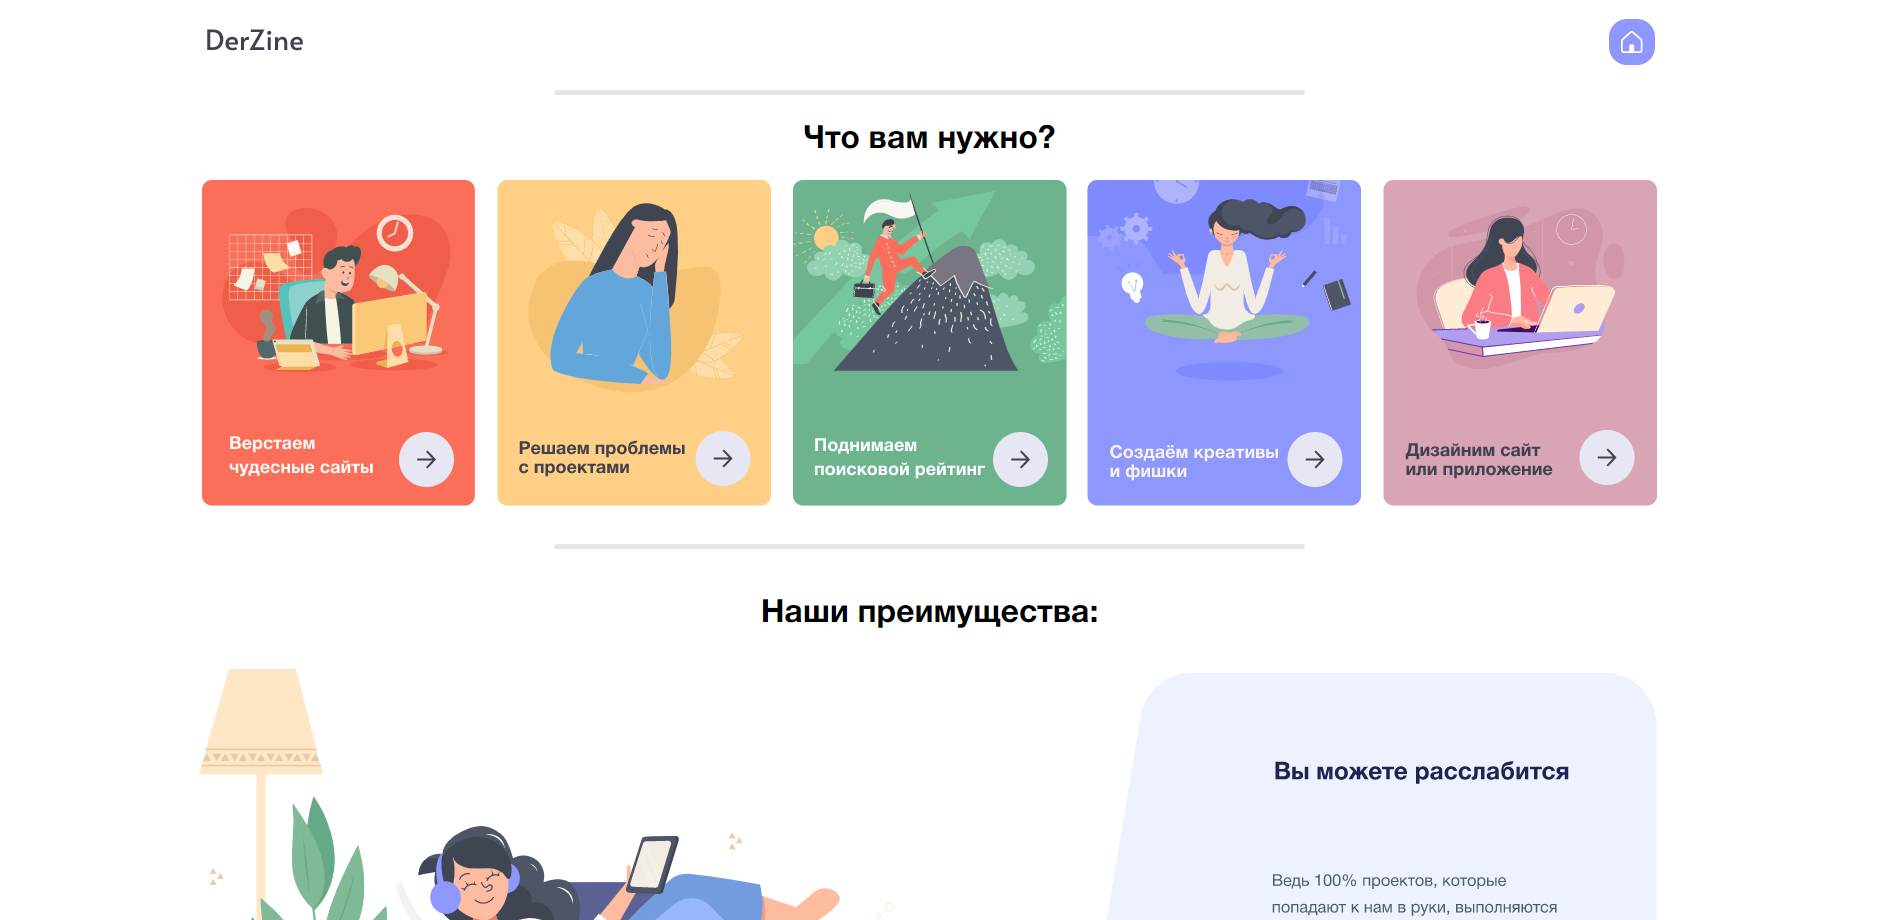 DerZine
Что вам нужно?
Верстаем
чудесные сайты
Решаем проблемы
с проектами
Поднимаем
поисковой рейтинг
Создаём креативы
и фишки
Дизайним сайт
или приложение
Наши преимущества:
Вы можете расслабится
Ведь 100% проектов, которые
попадают к нам в руки, выполняются